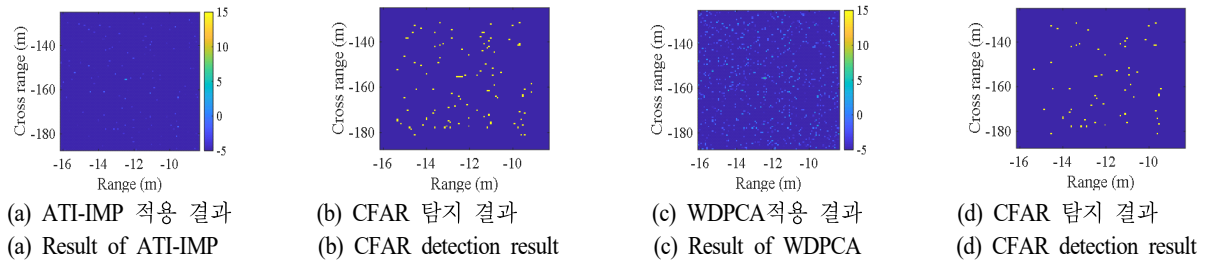 15
10
5
0
-5
-140
-160
-180
Cross range (m)
-16 -14 -12 -10
Range (m)
-140
-160
-180
Cross range (m)
-16 -14 -12 -10
Range (m)
15
10
5
0
-5
-140
-160
-180
Cross range (m)
-16 -14 -12 -10
Range (m)
-140
-160
-180
Cross range (m)
-16 -14 -12 -10
Range (m)
(a) ATI-IMP 적용 결과
(b) CFAR 탐지 결과
(c) WDPCA적용 결과
(d) CFAR 탐지 결과
(a) Result of ATI-IMP
(b) CFAR detection result
(c) Result of WDPCA
(d) CFAR detection result